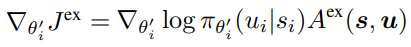 ∇_{θ′_i} J^{ex} = ∇_{θ′_i} log π_{θ′_i}(u_i|s_i) A^{ex}(s, u)